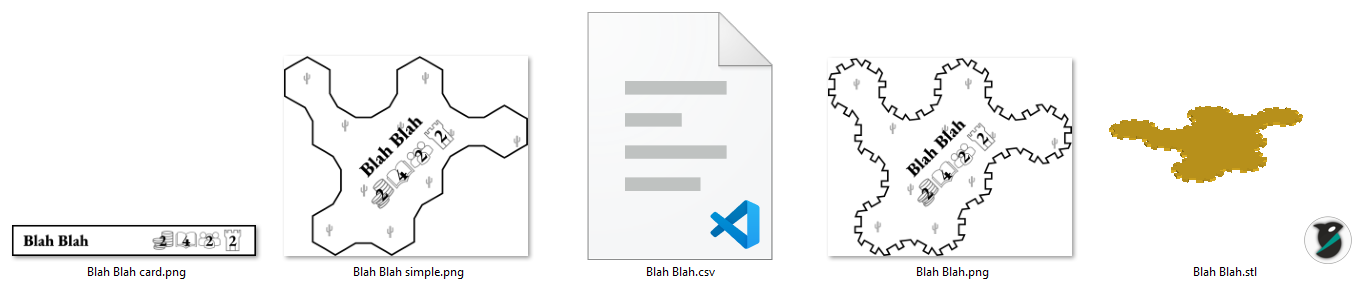 Blah Blah 2 4 2 2
Blah Blah
2 4 2 2
Blah Blah
2 4 2 2
Blah Blah card.png
Blah Blah simple.png
Blah Blah.csv
Blah Blah.png
Blah Blah.stl